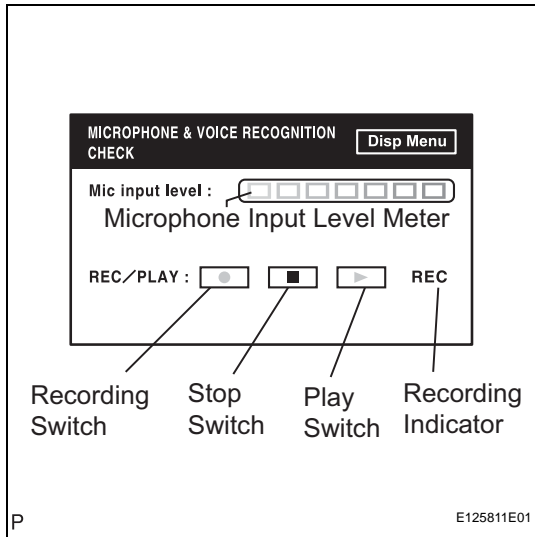 MICROPHONE & VOICE RECOGNITION
CHECK
Disp Menu
Mic input level :
Microphone Input Level Meter
REC/PLAY :
REC
Recording
Switch
Stop
Switch
Play
Switch
Recording
Indicator
P
E125811E01